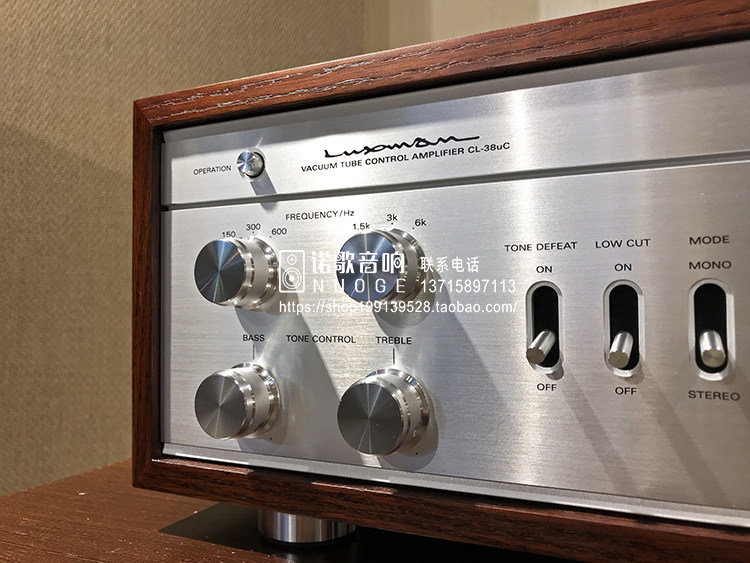 Luxman
VACUUM TUBE CONTROL AMPLIFIER CL-38uC
OPERATION
FREQUENCY/Hz
150 300 600
1.5k 3k 6k
诺歌音响 联系电话
NNOGE 13715897113
https://shop199139528.taobao.com
BASS TONE CONTROL TREBLE
TONE DEFEAT LOW CUT MODE
ON ON MONO
OFF OFF STEREO